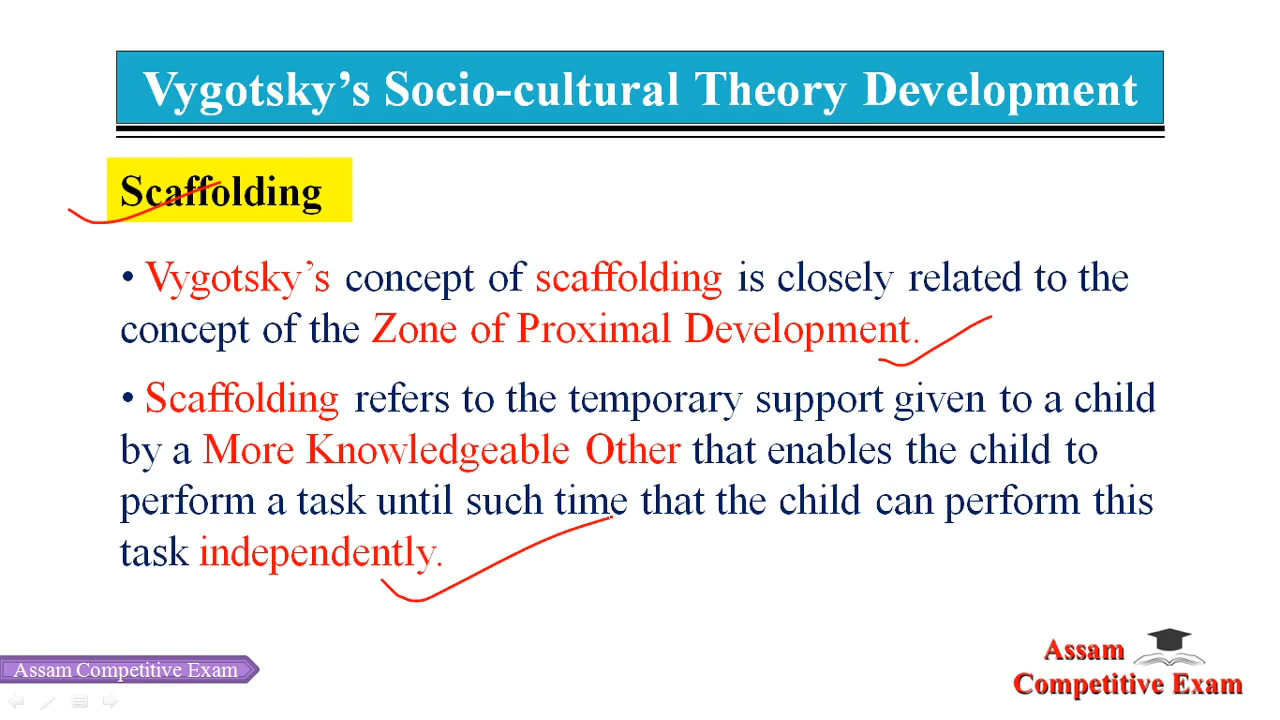 Vygotsky's Socio-cultural Theory Development
Scaffolding
• Vygotsky's concept of scaffolding is closely related to the
concept of the Zone of Proximal Development.
• Scaffolding refers to the temporary support given to a child
by a More Knowledgeable Other that enables the child to
perform a task until such time that the child can perform this
task independently.
Assam Competitive Exam
Assam
Competitive Exam